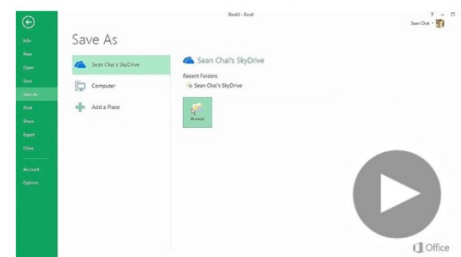 Book1 - Excel
?
Sean Chai
Info
New
Open
Save
Save As
Print
Share
Export
Close
Account
Options
Save As
Sean Chai's SkyDrive
Computer
Add a Place
Sean Chai's SkyDrive
Recent Folders
Sean Chai's SkyDrive
Browse
Office